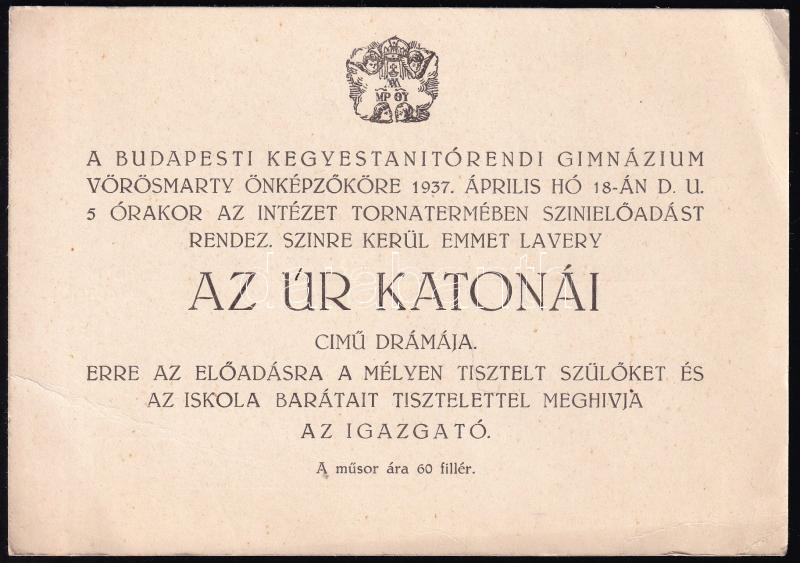 MP ΘY
A BUDAPESTI KEGYESTANITÓRENDI GIMNÁZIUM
VÖRÖSMARTY ÖNKÉPZŐKÖRE 1937. ÁPRILIS HÓ 18-ÁN D. U.
5 ÓRAKOR AZ INTÉZET TORNATERMÉBEN SZINIELŐADÁST
RENDEZ. SZINRE KERÜL EMMET LAVERY
AZ ÚR KATONÁI
CIMŰ DRÁMÁJA.
ERRE AZ ELŐADÁSRA A MÉLYEN TISZTELT SZÜLŐKET ÉS
AZ ISKOLA BARÁTAIT TISZTELETTEL MEGHIVJA
AZ IGAZGATÓ.
A műsor ára 60 fillér.